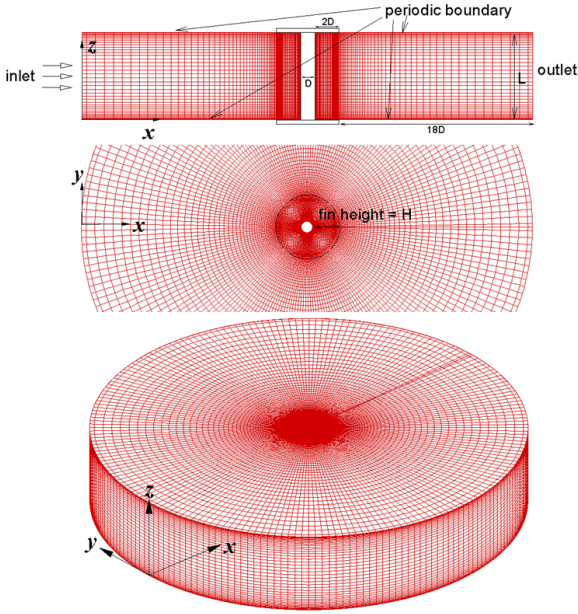 periodic boundary
2D
z
inlet
D
L
outlet
x
18D
y
fin height = H
x
z
y
x